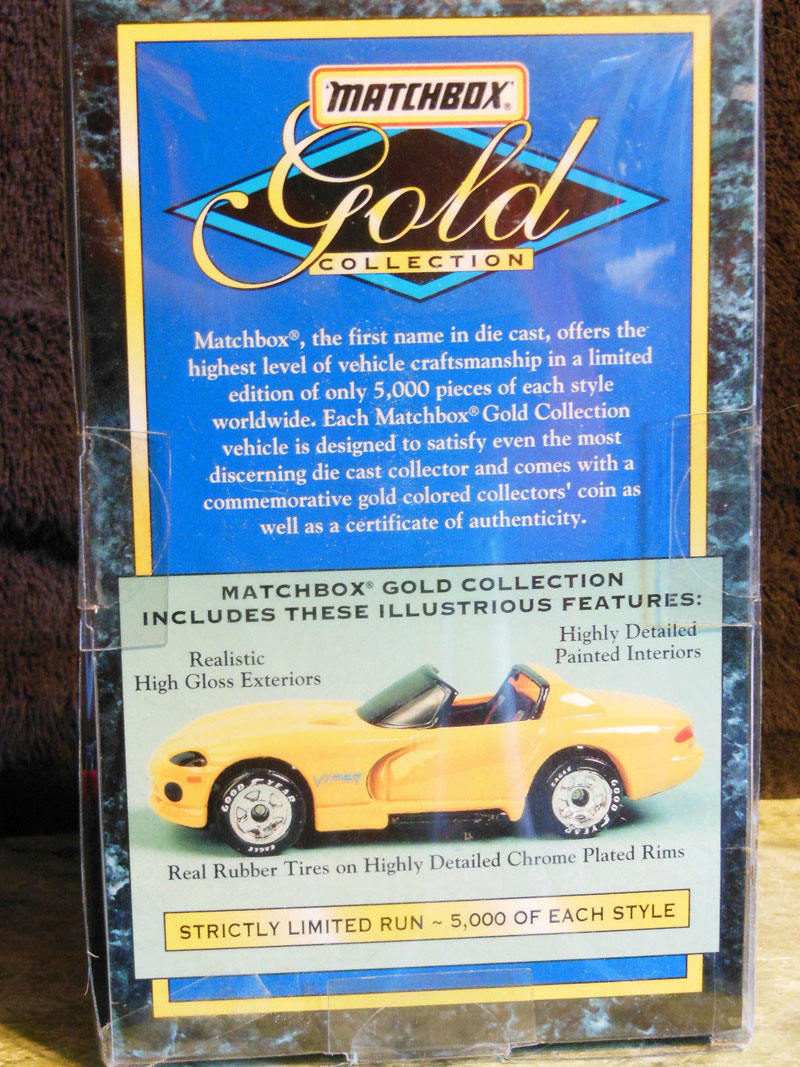 MATCHBOX®
Gold
COLLECTION
Matchbox®, the first name in die cast, offers the
highest level of vehicle craftsmanship in a limited
edition of only 5,000 pieces of each style
worldwide. Each Matchbox® Gold Collection
vehicle is designed to satisfy even the most
discerning die cast collector and comes with a
commemorative gold colored collectors' coin as
well as a certificate of authenticity.
MATCHBOX® GOLD COLLECTION
INCLUDES THESE ILLUSTRIOUS FEATURES:
Realistic
High Gloss Exteriors
Highly Detailed
Painted Interiors
VIPER
GOODYEAR
EAGLE
EAGLE
GOODYEAR
Real Rubber Tires on Highly Detailed Chrome Plated Rims
STRICTLY LIMITED RUN ~ 5,000 OF EACH STYLE